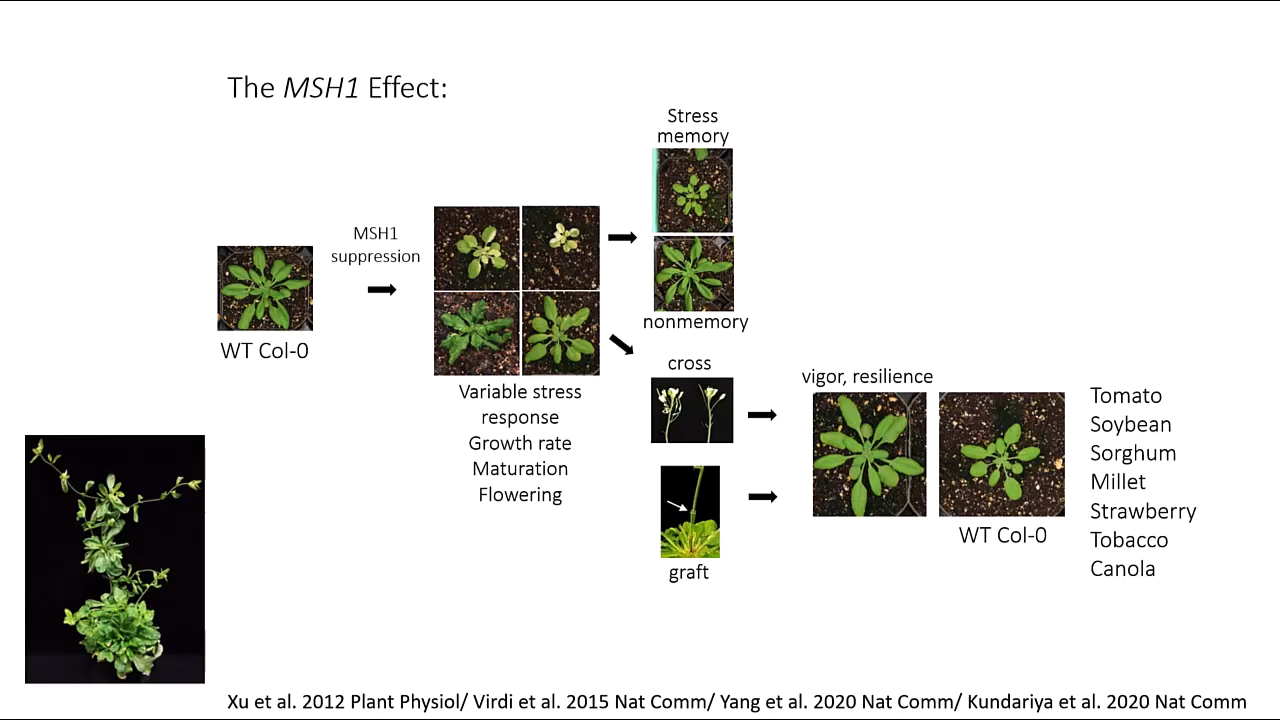 The MSH1 Effect:
Stress
memory
MSH1
suppression
WT Col-0
nonmemory
cross
Variable stress
response
Growth rate
Maturation
Flowering
graft
vigor, resilience
WT Col-0
Tomato
Soybean
Sorghum
Millet
Strawberry
Tobacco
Canola
Xu et al. 2012 Plant Physiol/ Virdi et al. 2015 Nat Comm/ Yang et al. 2020 Nat Comm/ Kundariya et al. 2020 Nat Comm